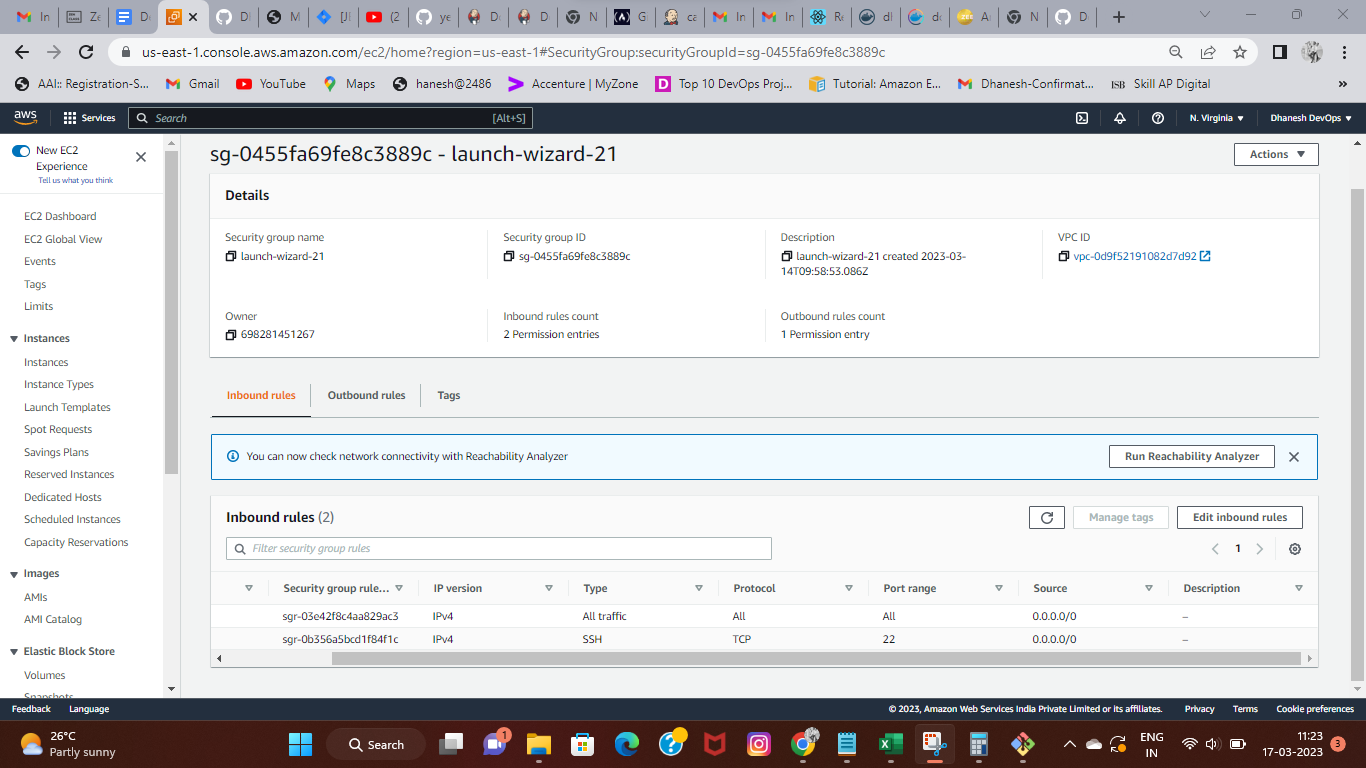 In
Ze
D
D
M
[JI
(2
ye
D
D
N
G
ca
In
In
Re
dl
d
A
N
D
us-east-1.console.aws.amazon.com/ec2/home?region=us-east-1#SecurityGroup:securityGroupId=sg-0455fa69fe8c3889c
AAI:: Registration-S...
Gmail
YouTube
Maps
hanesh@2486
Accenture | MyZone
Top 10 DevOps Proj...
Tutorial: Amazon E...
Dhanesh-Confirmat...
ISB Skill AP Digital
»
aws
Services
Search [Alt+S]
N. Virginia
Dhanesh DevOps
New EC2
Experience
Tell us what you think
EC2 Dashboard
EC2 Global View
Events
Tags
Limits
Instances
Instances
Instance Types
Launch Templates
Spot Requests
Savings Plans
Reserved Instances
Dedicated Hosts
Scheduled Instances
Capacity Reservations
Images
AMIs
AMI Catalog
Elastic Block Store
Volumes
Snapshots
sg-0455fa69fe8c3889c - launch-wizard-21
Actions
Details
Security group name
launch-wizard-21
Security group ID
sg-0455fa69fe8c3889c
Description
launch-wizard-21 created 2023-03-
14T09:58:53.086Z
VPC ID
vpc-0d9f52191082d7d92
Owner
698281451267
Inbound rules count
2 Permission entries
Outbound rules count
1 Permission entry
Inbound rules
Outbound rules
Tags
You can now check network connectivity with Reachability Analyzer
Run Reachability Analyzer
Inbound rules (2)
Manage tags
Edit inbound rules
Filter security group rules
1
Security group rule... IP version Type Protocol Port range Source Description
sgr-03e42f8c4aa829ac3 IPv4 All traffic All All 0.0.0.0/0 –
sgr-0b356a5bcd1f84f1c IPv4 SSH TCP 22 0.0.0.0/0 –
Feedback Language
© 2023, Amazon Web Services India Private Limited or its affiliates. Privacy Terms Cookie preferences
26°C
Partly sunny
Search
1
ENG
IN
11:23
17-03-2023
3